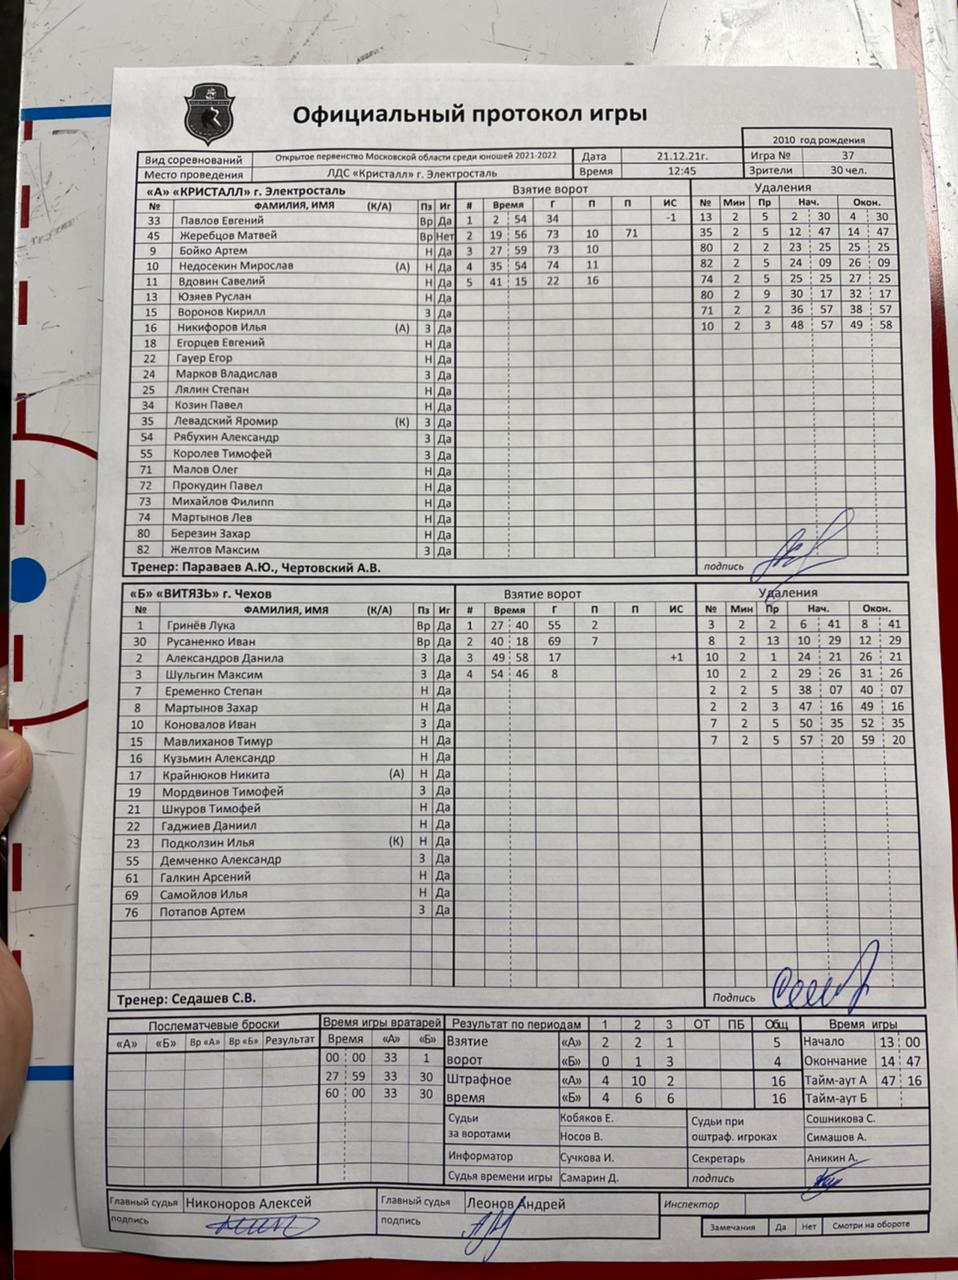 Официальный протокол игры
2010 год рождения
Вид соревнований Открытое первенство Московской области среди юношей 2021-2022 Дата 21.12.21г. Игра № 37
Место проведения ЛДС «Кристалл» г. Электросталь Время 12:45 Зрители 30 чел.
«А» «КРИСТАЛЛ» г. Электросталь Взятие ворот Удаления
№ ФАМИЛИЯ, ИМЯ (К/А) Пз Иг # Время Г П П ИС № Мин Пр Нач. Окон.
33 Павлов Евгений Вр Да 1 2 54 34 -1 13 2 5 2 30 4 30
45 Жеребцов Матвей Вр Нет 2 19 56 73 10 71 35 2 5 12 47 14 47
9 Бойко Артем Н Да 3 27 59 73 10 80 2 2 23 25 25 25
10 Недосекин Мирослав (А) Н Да 4 35 54 74 11 82 2 5 24 09 26 09
11 Вдовин Савелий Н Да 5 41 15 22 16 74 2 5 25 25 27 25
13 Юзяев Руслан Н Да 80 2 9 30 17 32 17
15 Воронов Кирилл З Да 71 2 2 36 57 38 57
16 Никифоров Илья (А) З Да 10 2 3 48 57 49 58
18 Егорцев Евгений Н Да
22 Гауер Егор Н Да
24 Марков Владислав З Да
25 Лялин Степан Н Да
34 Козин Павел Н Да
35 Левадский Яромир (К) З Да
54 Рябухин Александр З Да
55 Королев Тимофей З Да
71 Малов Олег Н Да
72 Прокудин Павел Н Да
73 Михайлов Филипп Н Да
74 Мартынов Лев Н Да
80 Березин Захар Н Да
82 Желтов Максим З Да
Тренер: Параваев А.Ю., Чертовский А.В. подпись
«Б» «ВИТЯЗЬ» г. Чехов Взятие ворот Удаления
№ ФАМИЛИЯ, ИМЯ (К/А) Пз Иг # Время Г П П ИС № Мин Пр Нач. Окон.
1 Гринёв Лука Вр Да 1 27 40 55 2 3 2 2 6 41 8 41
30 Русаненко Иван Вр Да 2 40 18 69 7 8 2 13 10 29 12 29
2 Александров Данила З Да 3 49 58 17 +1 10 2 1 24 21 26 21
3 Шульгин Максим З Да 4 54 46 8 10 2 2 29 26 31 26
7 Еременко Степан Н Да 2 2 5 38 07 40 07
8 Мартынов Захар Н Да 2 2 3 47 16 49 16
10 Коновалов Иван З Да 7 2 5 50 35 52 35
15 Мавлиханов Тимур Н Да 7 2 5 57 20 59 20
16 Кузьмин Александр Н Да
17 Крайнюков Никита (А) Н Да
19 Мордвинов Тимофей З Да
21 Шкуров Тимофей Н Да
22 Гаджиев Даниил Н Да
23 Подколзин Илья (К) Н Да
55 Демченко Александр З Да
61 Галкин Арсений Н Да
69 Самойлов Илья Н Да
76 Потапов Артем З Да
Тренер: Седашев С.В. Подпись
Послематчевые броски Время игры вратарей Результат по периодам 1 2 3 ОТ ПБ Общ Время игры
«А» «Б» Вр «А» Вр «Б» Результат Время «А» «Б» Взятие «А» 2 2 1 5 Начало 13 00
00 00 33 1 ворот «Б» 0 1 3 4 Окончание 14 47
27 59 33 30 Штрафное «А» 4 10 2 16 Тайм-аут А 47 16
60 00 33 30 время «Б» 4 6 6 16 Тайм-аут Б
Судьи Кобяков Е. Судьи при Сошникова С.
за воротами Носов В. оштраф. игроках Симашов А.
Информатор Сучкова И. Секретарь Аникин А.
Судья времени игры Самарин Д. подпись
Главный судья Никоноров Алексей Главный судья Леонов Андрей Инспектор
подпись подпись Замечания Да Нет Смотри на обороте